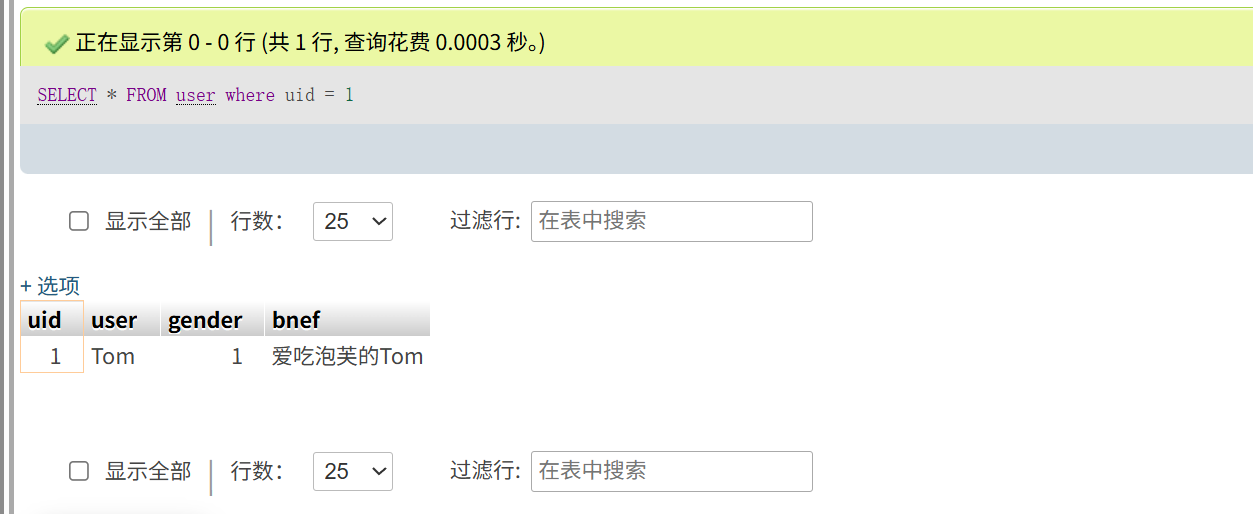 正在显示第 0 - 0 行 (共 1 行, 查询花费 0.0003 秒。)
SELECT * FROM user where uid = 1
显示全部 | 行数： 25 过滤行: 在表中搜索
+ 选项
uid user gender bnef
1 Tom 1 爱吃泡芙的Tom
显示全部 | 行数： 25 过滤行: 在表中搜索